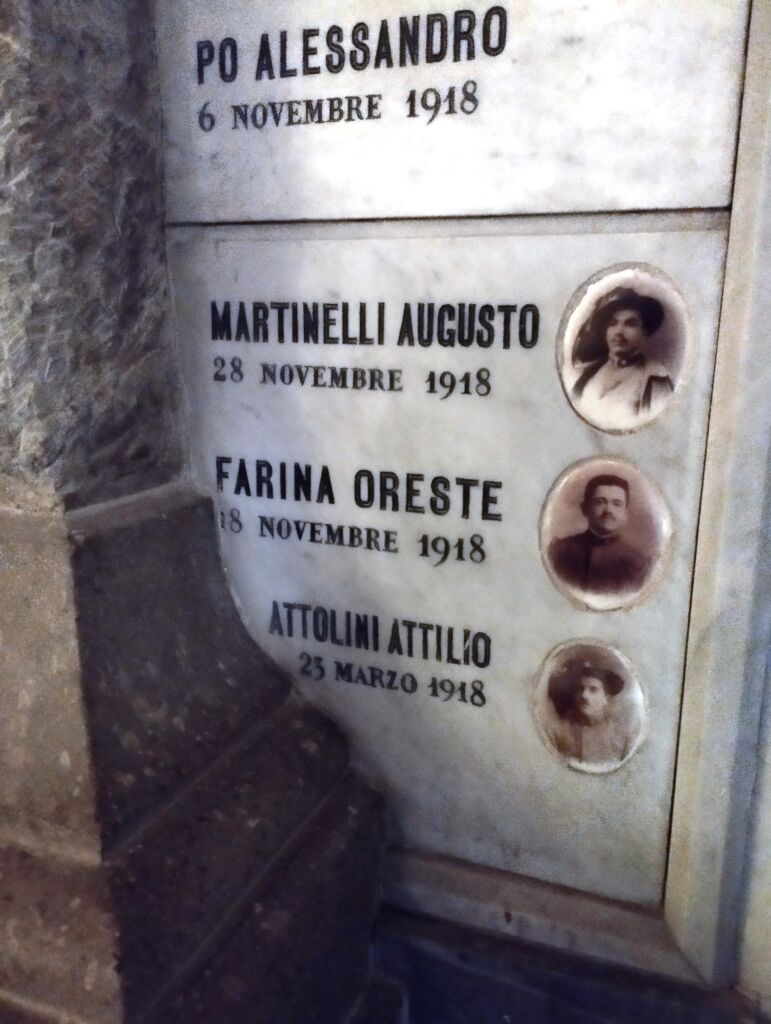 PO ALESSANDRO
6 NOVEMBRE 1918
MARTINELLI AUGUSTO
28 NOVEMBRE 1918
FARINA ORESTE
18 NOVEMBRE 1918
ATTOLINI ATTILIO
23 MARZO 1918